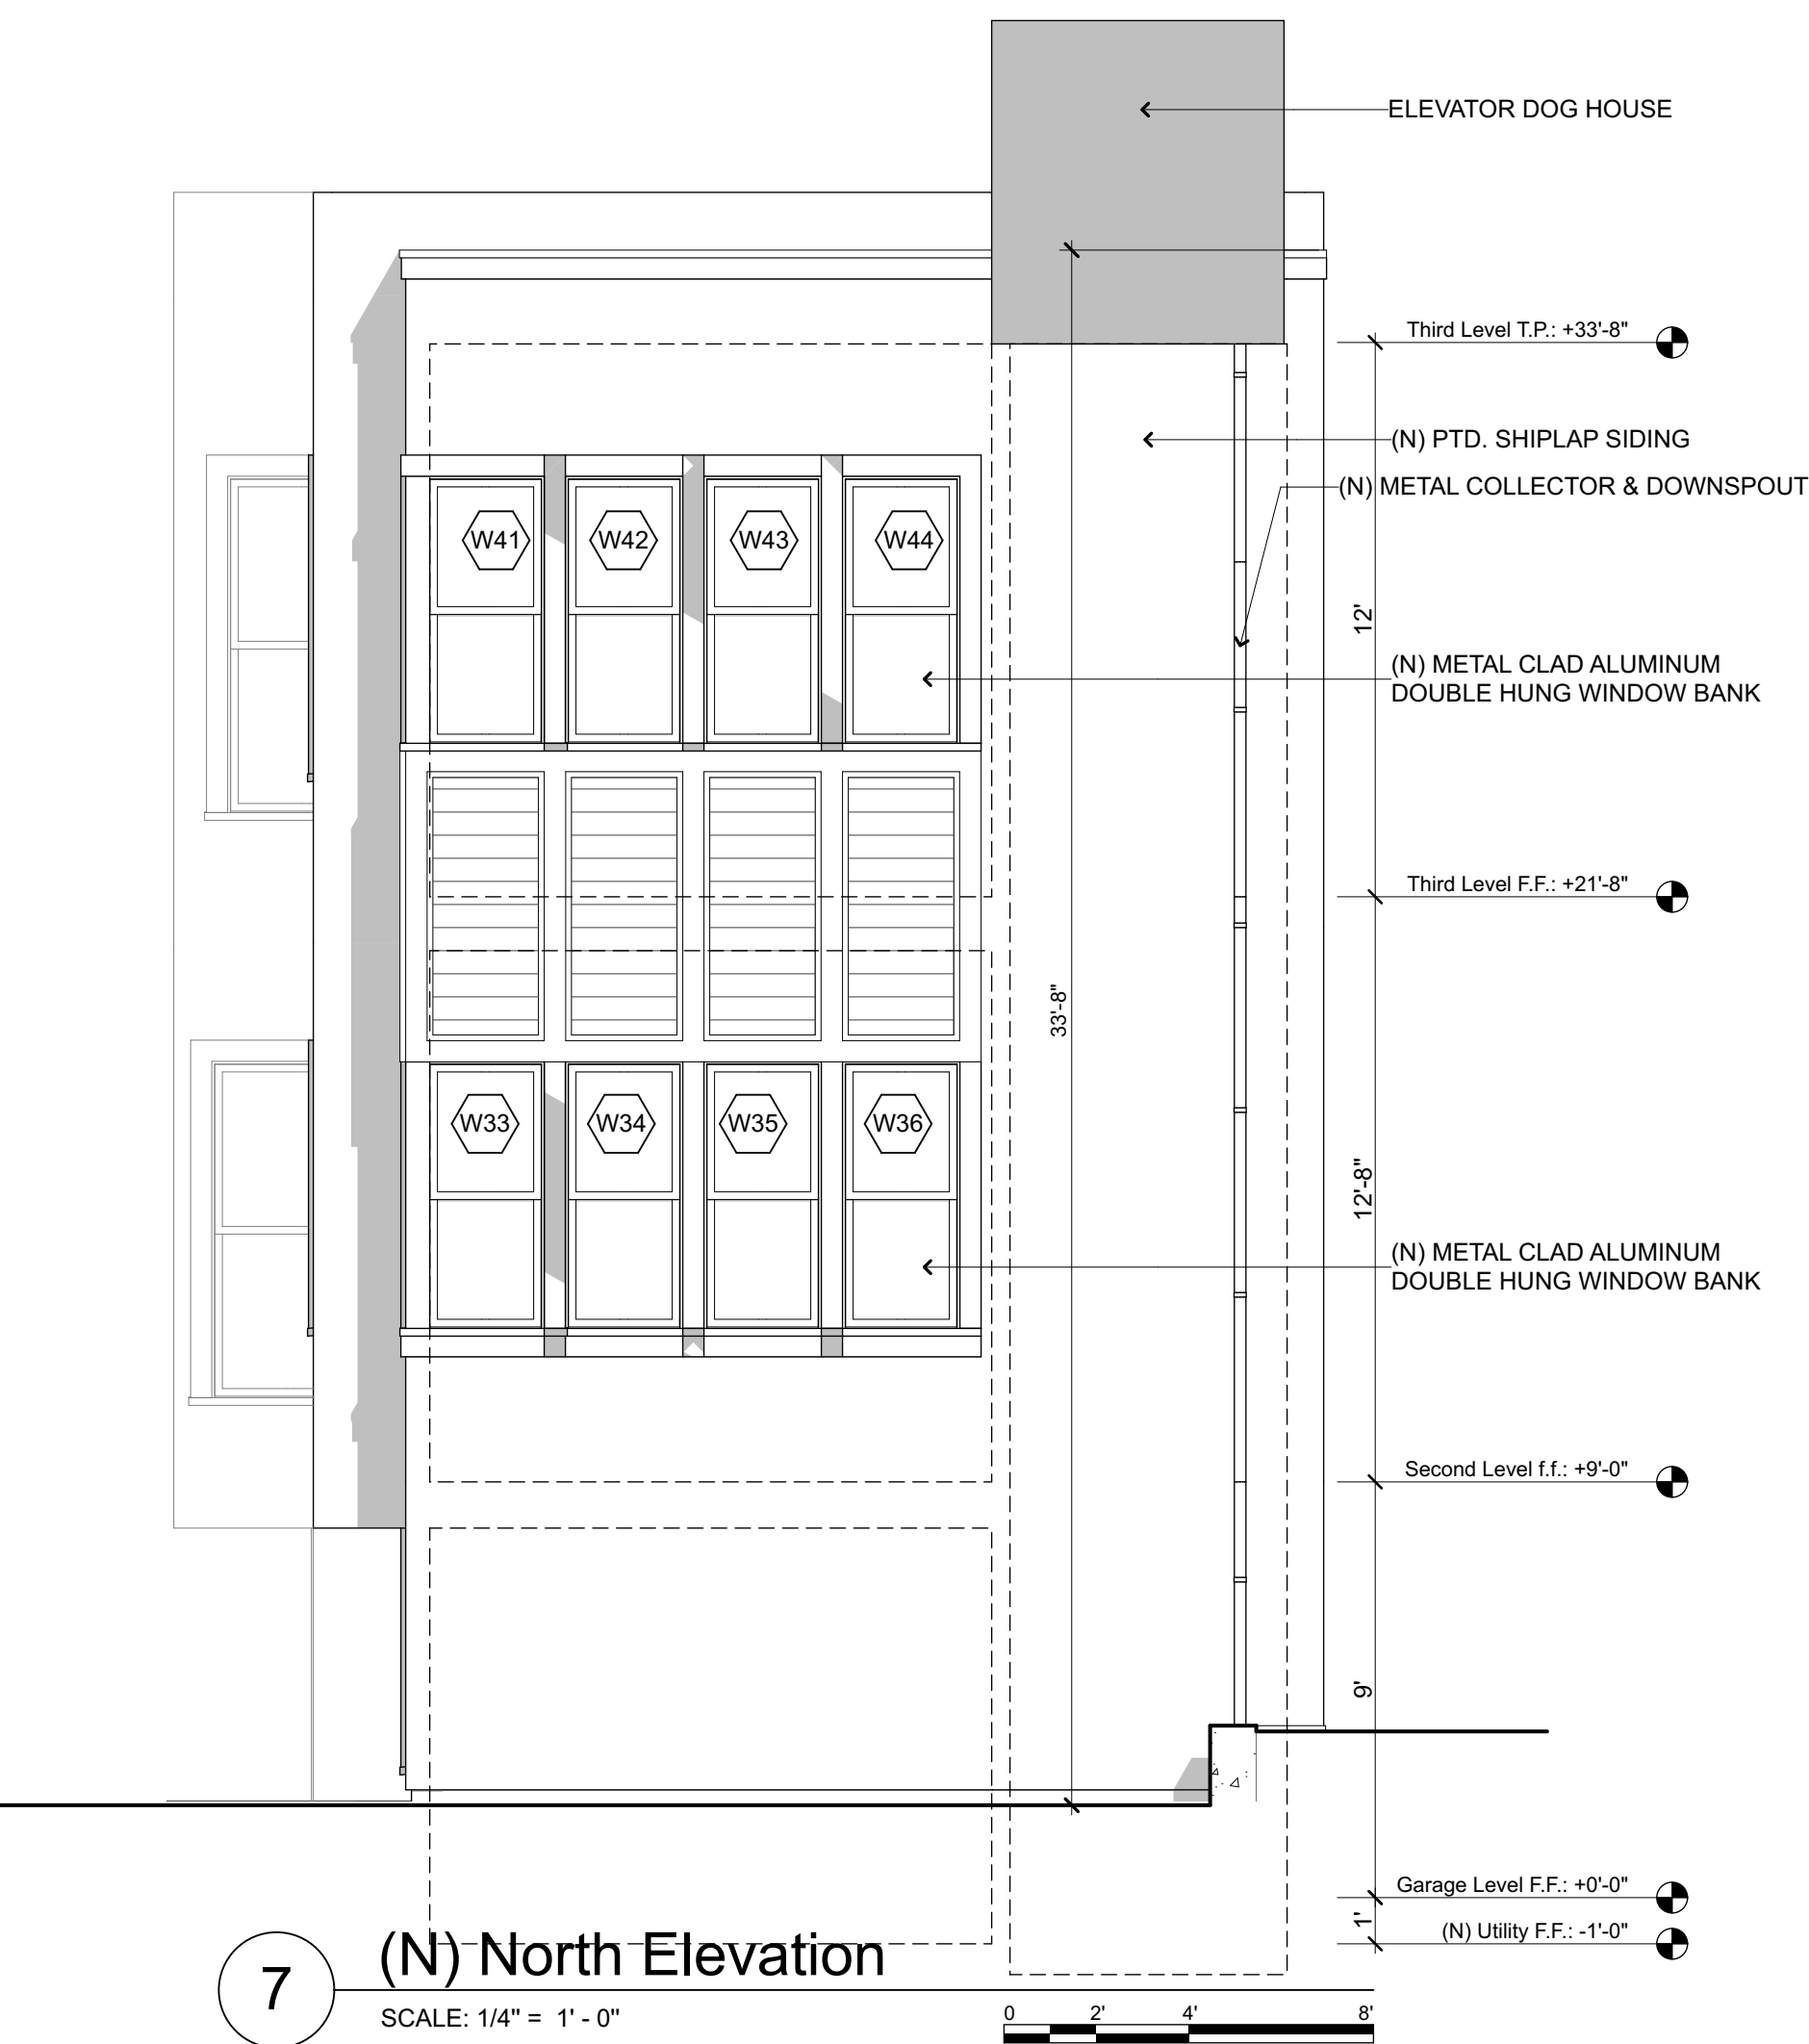 ELEVATOR DOG HOUSE
Third Level T.P.: +33'-8"
(N) PTD. SHIPLAP SIDING
(N) METAL COLLECTOR & DOWNSPOUT
W41 W42 W43 W44
12'
(N) METAL CLAD ALUMINUM
DOUBLE HUNG WINDOW BANK
Third Level F.F.: +21'-8"
33'-8"
W33 W34 W35 W36
12'-8"
(N) METAL CLAD ALUMINUM
DOUBLE HUNG WINDOW BANK
Second Level f.f.: +9'-0"
9'
Garage Level F.F.: +0'-0"
1'
(N) Utility F.F.: -1'-0"
7
(N) North Elevation
SCALE: 1/4" = 1' - 0"
0 2' 4' 8'